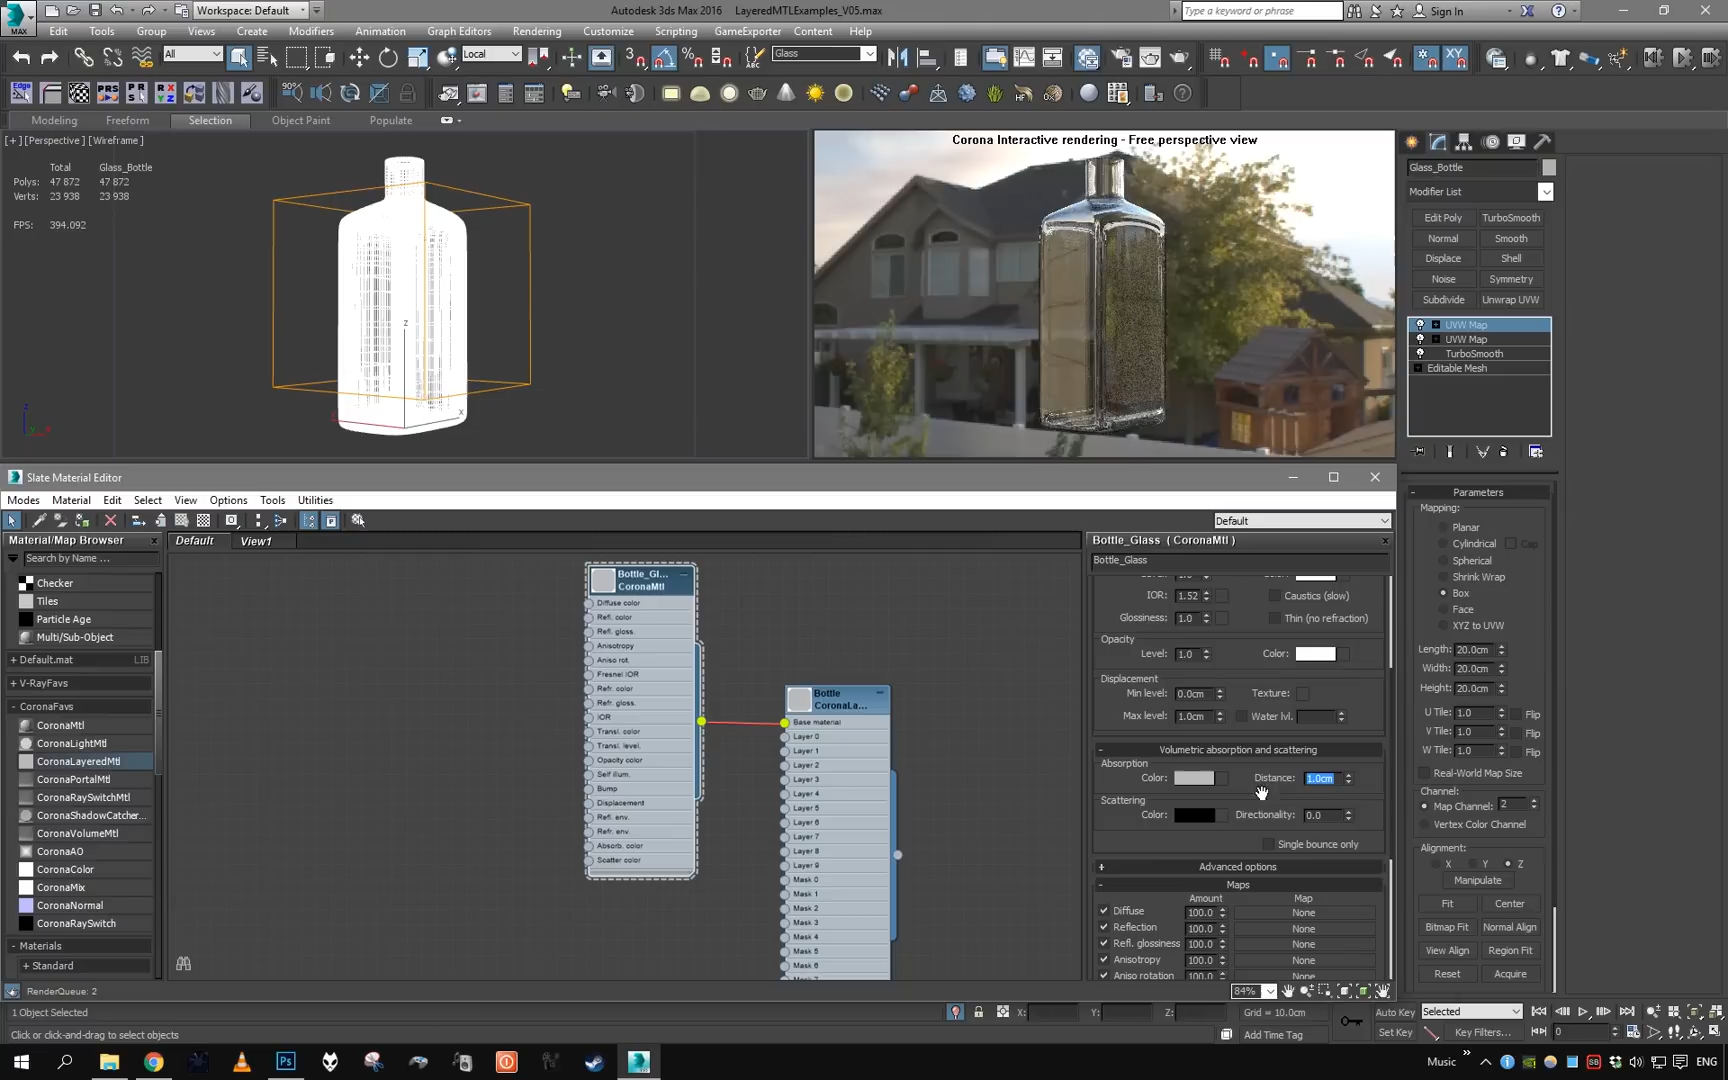 Workspace: Default
Autodesk 3ds Max 2016    LayeredMTLExamples_V05.max
Type a keyword or phrase
Sign In
MAX
Edit Tools Group Views Create Modifiers Animation Graph Editors Rendering Customize Scripting GameExporter Content Help
All
Local
Glass
XY
Edge
PRS
Modeling Freeform Selection Object Paint Populate
[+] [Perspective] [Wireframe]
Total Glass_Bottle
Polys: 47 872 47 872
Verts: 23 938 23 938
FPS: 394.092
z
x
Corona Interactive rendering - Free perspective view
Glass_Bottle
Modifier List
Edit Poly TurboSmooth
Normal Smooth
Displace Shell
Noise Symmetry
Subdivide Unwrap UVW
UVW Map
UVW Map
TurboSmooth
Editable Mesh
Slate Material Editor
Modes Material Edit Select View Options Tools Utilities
Default
Material/Map Browser
Search by Name ...
Checker
Tiles
Particle Age
Multi/Sub-Object
+ Default.mat LIB
+ V-RayFavs
- CoronaFavs
CoronaMtl
CoronaLightMtl
CoronaLayeredMtl
CoronaPortalMtl
CoronaRaySwitchMtl
CoronaShadowCatcher...
CoronaVolumeMtl
CoronaAO
CoronaColor
CoronaMix
CoronaNormal
CoronaRaySwitch
- Materials
+ Standard
Default View1
Bottle_Gl...
CoronaMtl
Diffuse color
Refl. color
Refl. gloss.
Anisotropy
Aniso rot.
Fresnel IOR
Refr. color
Refr. gloss.
IOR
Transl. color
Transl. level.
Opacity color
Self illum.
Bump
Displacement
Refl. env.
Refr. env.
Absorb. color
Scatter color
Bottle
CoronaLa...
Base material
Layer 0
Layer 1
Layer 2
Layer 3
Layer 4
Layer 5
Layer 6
Layer 7
Layer 8
Layer 9
Mask 0
Mask 1
Mask 2
Mask 3
Mask 4
Mask 5
Mask 6
Bottle_Glass ( CoronaMtl )
Bottle_Glass
IOR: 1.52 Caustics (slow)
Glossiness: 1.0 Thin (no refraction)
Opacity
Level: 1.0 Color:
Displacement
Min level: 0.0cm Texture:
Max level: 1.0cm Water lvl.
- Volumetric absorption and scattering
Absorption
Color: Distance: 1.0cm
Scattering
Color: Directionality: 0.0
Single bounce only
+ Advanced options
- Maps
Amount Map
Diffuse 100.0 None
Reflection 100.0 None
Refl. glossiness 100.0 None
Anisotropy 100.0 None
Aniso rotation 100.0 None
84%
- Parameters
Mapping:
Planar
Cylindrical Cap
Spherical
Shrink Wrap
Box
Face
XYZ to UVW
Length: 20.0cm
Width: 20.0cm
Height: 20.0cm
U Tile: 1.0 Flip
V Tile: 1.0 Flip
W Tile: 1.0 Flip
Real-World Map Size
Channel:
Map Channel: 2
Vertex Color Channel
Alignment:
X Y Z
Manipulate
Fit Center
Bitmap Fit Normal Align
View Align Region Fit
Reset Acquire
RenderQueue: 2
1 Object Selected
X: Y: Z: Grid = 10.0cm
Auto Key Selected
Click or click-and-drag to select objects
Add Time Tag
Set Key Key Filters... 0
Music » ENG